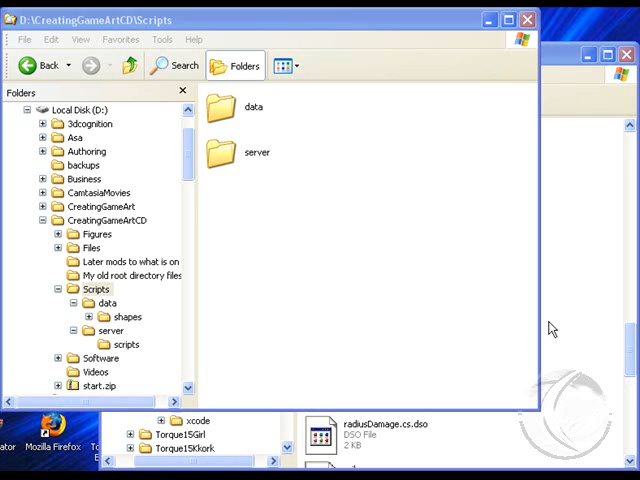 D:\CreatingGameArtCD\Scripts
File Edit View Favorites Tools Help
Back Search Folders
Folders
Local Disk (D:)
3dcognition
Asa
Authoring
backups
Business
CamtasiaMovies
CreatingGameArt
CreatingGameArtCD
Figures
Files
Later mods to what is on
My old root directory files
Scripts
data
shapes
server
scripts
Software
Videos
start.zip
data
server
Mozilla Firefox
xcode
Torque15Girl
Torque15Kkork
radiusDamage.cs.dso
DSO File
2 KB